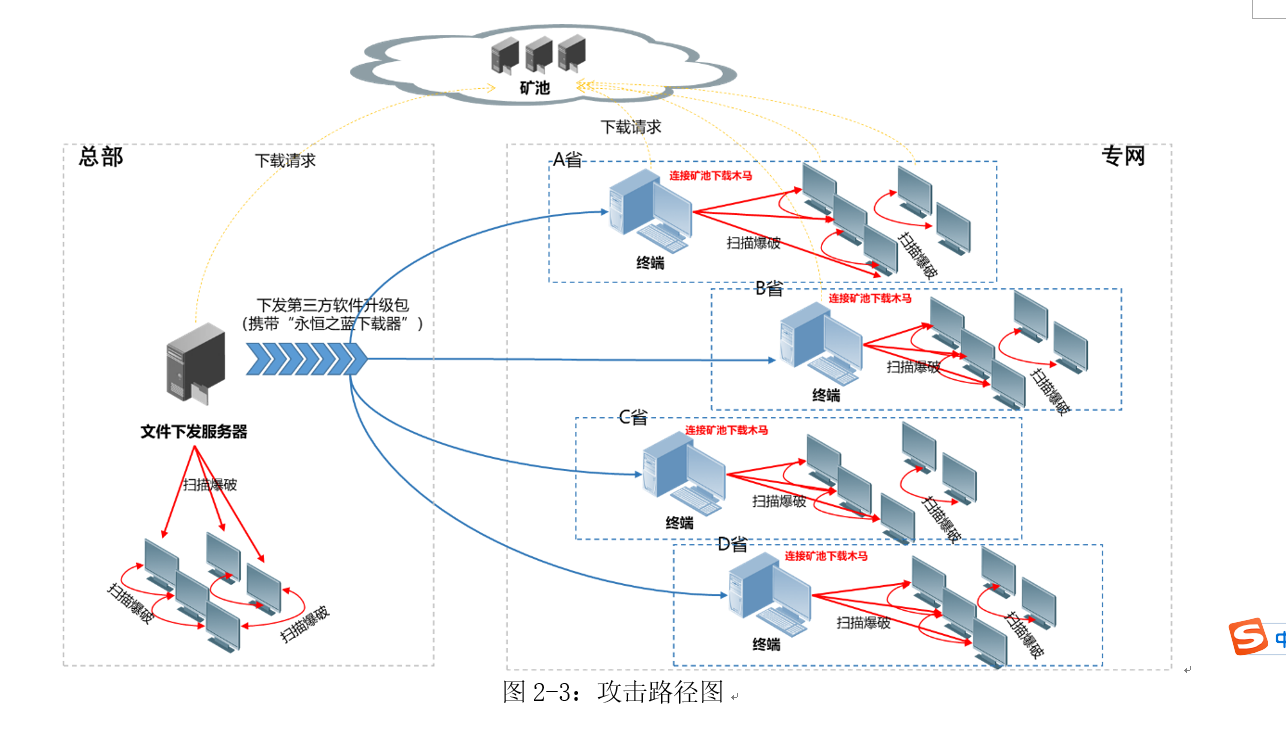 矿池
总部
下载请求
下载请求
专网
A省
连接矿池下载木马
扫描爆破
扫描爆破
终端
B省
连接矿池下载木马
扫描爆破
扫描爆破
终端
下发第三方软件升级包
(携带“永恒之蓝下载器”)
文件下发服务器
扫描爆破
扫描爆破
扫描爆破
C省
连接矿池下载木马
扫描爆破
扫描爆破
终端
D省
连接矿池下载木马
扫描爆破
扫描爆破
终端
图 2-3：攻击路径图
S